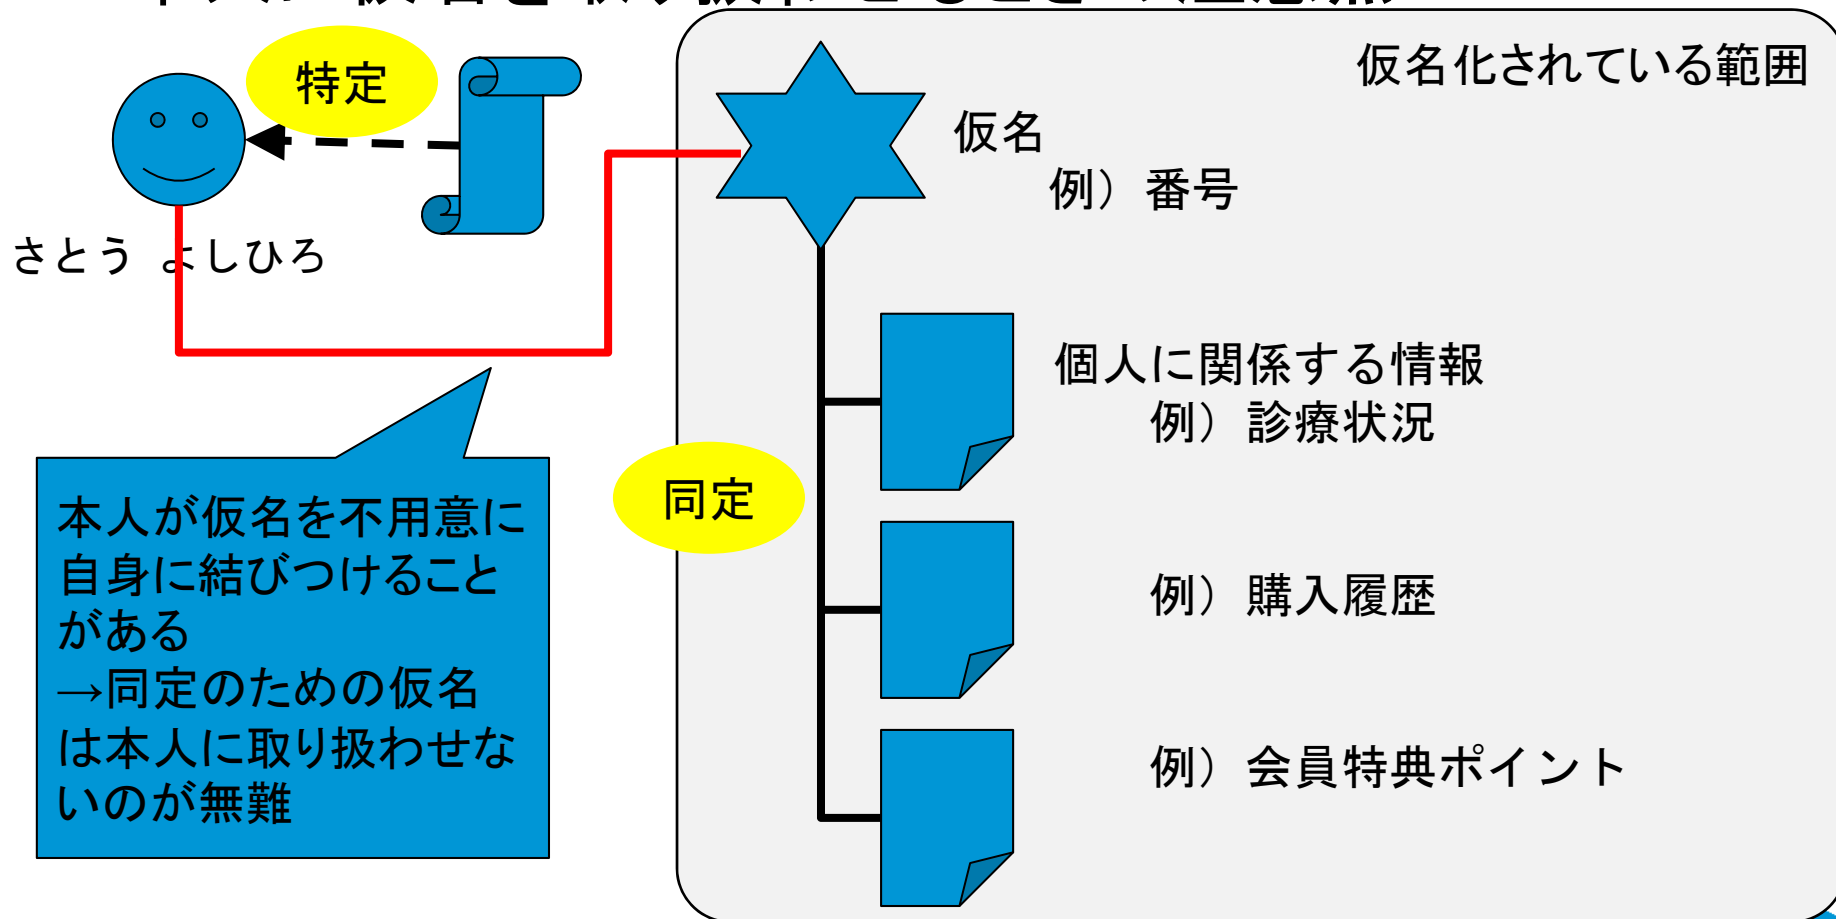 特定
仮名化されている範囲
仮名
例）番号
さとう よしひろ
個人に関係する情報
例）診療状況
同定
本人が仮名を不用意に
自身に結びつけること
がある
→同定のための仮名
は本人に取り扱わせな
いのが無難
例）購入履歴
例）会員特典ポイント